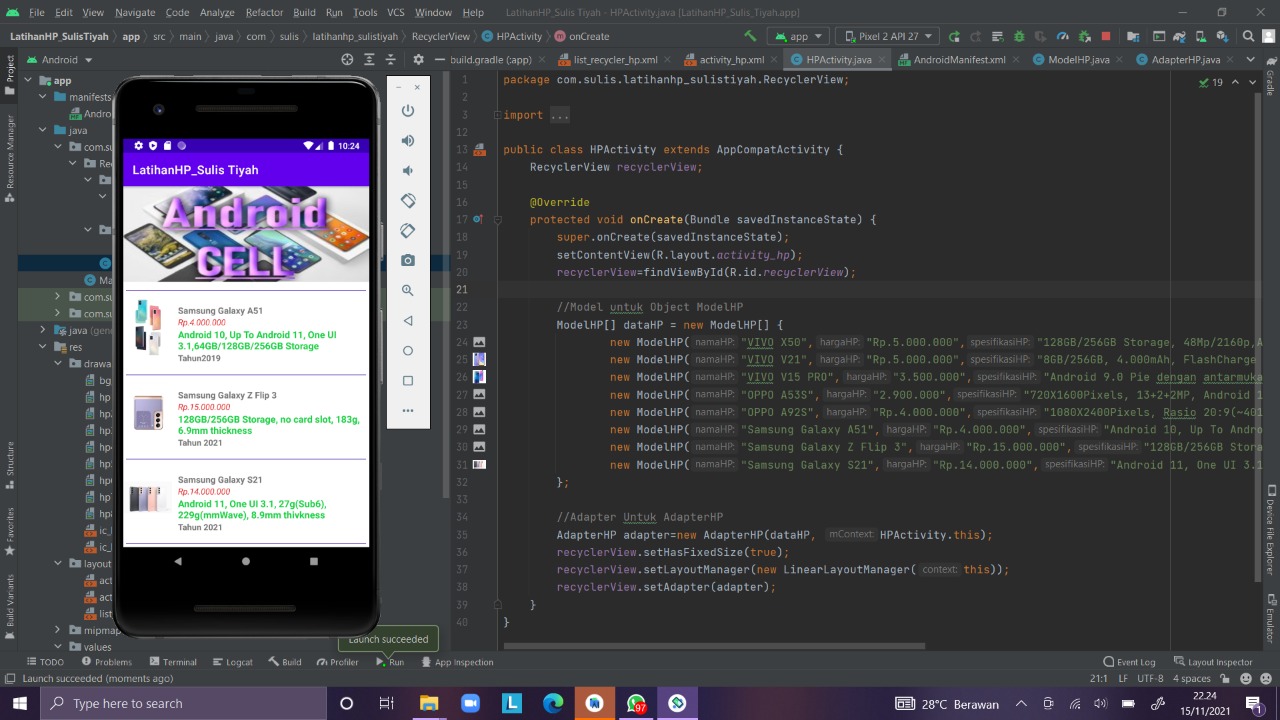 File Edit View Navigate Code Analyze Refactor Build Run Tools VCS Window Help LatihanHP_Sulis Tiyah - HPActivity.java [LatihanHP_Sulis_Tiyah.app]
LatihanHP_SulisTiyah app src main java com sulis latihanhp_sulistiyah RecyclerView HPActivity onCreate app Pixel 2 API 27
Android
build.gradle (:app) list_recycler_hp.xml activity_hp.xml HPActivity.java AndroidManifest.xml ModelHP.java AdapterHP.java
Project
Resource Manager
Structure
Favorites
Build Variants
app
manifests
Andro
java
com.su
Rec
com.su
com.su
java (gene
res
drawa
layout
mipmap
values
10:24
LatihanHP_Sulis Tiyah
Android
CELL
Samsung Galaxy A51
Rp.4.000.000
Android 10, Up To Android 11, One UI
3.1,64GB/128GB/256GB Storage
Tahun2019
Samsung Galaxy Z Flip 3
Rp.15.000.000
128GB/256GB Storage, no card slot, 183g,
6.9mm thickness
Tahun 2021
Samsung Galaxy S21
Rp.14.000.000
Android 11, One UI 3.1, 27g(Sub6),
229g(mmWave), 8.9mm thivkness
Tahun 2021
19
1 package com.sulis.latihanhp_sulistiyah.RecyclerView;
2
3 import ...
12
13 public class HPActivity extends AppCompatActivity {
14 RecyclerView recyclerView;
15
16 @Override
17 protected void onCreate(Bundle savedInstanceState) {
18 super.onCreate(savedInstanceState);
19 setContentView(R.layout.activity_hp);
20 recyclerView=findViewById(R.id.recyclerView);
21
22 //Model untuk Object ModelHP
23 ModelHP[] dataHP = new ModelHP[] {
24 new ModelHP( namaHP: "VIVO X50", hargaHP: "Rp.5.000.000", spesifikasiHP: "128GB/256GB Storage, 48Mp/2160p,A
25 new ModelHP( namaHP: "VIVO V21", hargaHP: "Rp.5.000.000", spesifikasiHP: "8GB/256GB, 4.000mAh, FlashCharge
26 new ModelHP( namaHP: "VIVO V15 PRO", hargaHP: "3.500.000", spesifikasiHP: "Android 9.0 Pie dengan antarmuka
27 new ModelHP( namaHP: "OPPO A53S", hargaHP: "2.900.000", spesifikasiHP: "720X1600Pixels, 13+2+2MP, Android 1
28 new ModelHP( namaHP: "OPPO A92S", hargaHP: "Rp.4.300.000", spesifikasiHP: "1080X2400Pixels, Rasio 20:9(~401
29 new ModelHP( namaHP: "Samsung Galaxy A51", hargaHP: "Rp.4.000.000", spesifikasiHP: "Android 10, Up To Andro
30 new ModelHP( namaHP: "Samsung Galaxy Z Flip 3", hargaHP: "Rp.15.000.000", spesifikasiHP: "128GB/256GB Stora
31 new ModelHP( namaHP: "Samsung Galaxy S21", hargaHP: "Rp.14.000.000", spesifikasiHP: "Android 11, One UI 3.1
32 };
33
34 //Adapter Untuk AdapterHP
35 AdapterHP adapter=new AdapterHP(dataHP, mContext: HPActivity.this);
36 recyclerView.setHasFixedSize(true);
37 recyclerView.setLayoutManager(new LinearLayoutManager( context: this));
38 recyclerView.setAdapter(adapter);
39 }
40 }
Gradle
Device File Explorer
Emulator
Launch succeeded
TODO Problems Terminal Logcat Build Profiler Run App Inspection Event Log Layout Inspector
Launch succeeded (moments ago) 21:1 LF UTF-8 4 spaces
Type here to search
L
97
28°C Berawan
22.24
15/11/2021
1